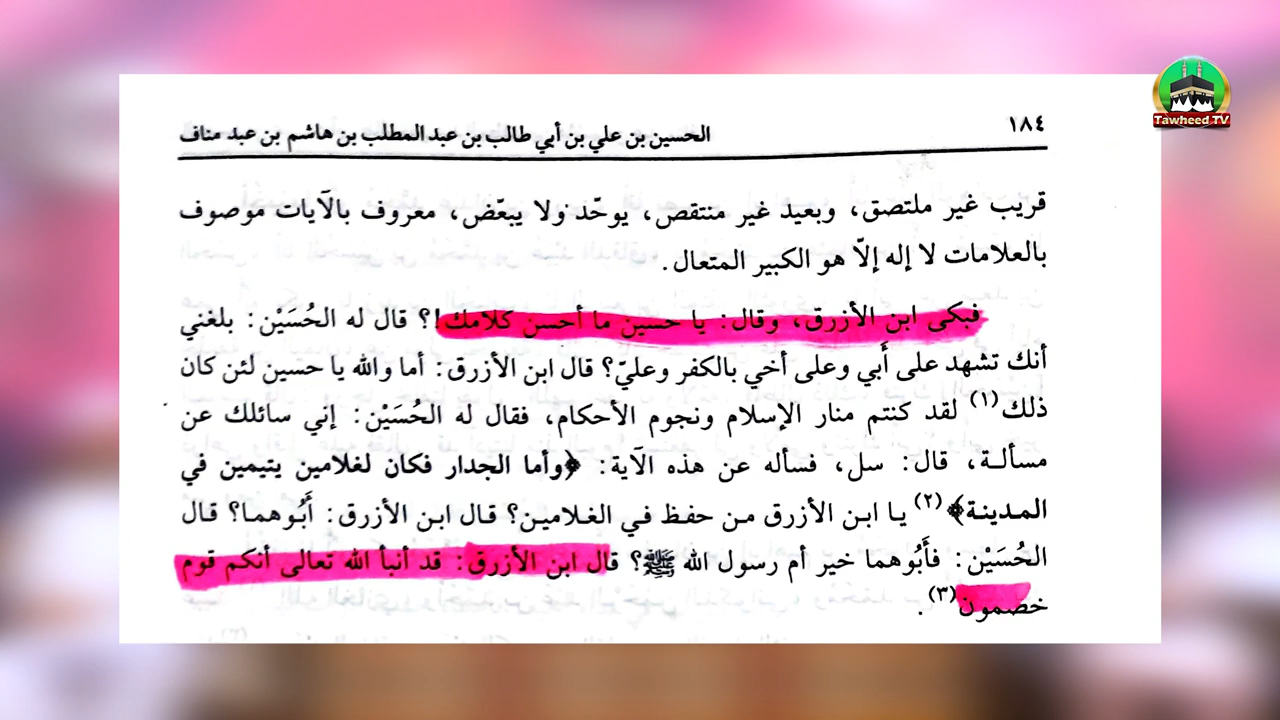 ١٨٤
الحسين بن علي بن أبي طالب بن عبد المطلب بن هاشم بن عبد مناف
Tawheed TV
قريب غير ملتصق، وبعيد غير منتقص، يوحّد ولا يبعّض، معروف بالآيات موصوف
بالعلامات لا إله إلاّ هو الكبير المتعال.
فبكى ابن الأزرق، وقال: يا حسين ما أحسن كلامك!؟ قال له الحُسَيْن: بلغني
أنك تشهد على أَبي وعلى أخي بالكفر وعليّ؟ قال ابن الأزرق: أما والله يا حسين لئن كان
ذلك(١) لقد كنتم منار الإسلام ونجوم الأحكام، فقال له الحُسَيْن: إني سائلك عن
مسألة، قال: سل، فسأله عن هذه الآية: ﴿وأما الجدار فكان لغلامين يتيمين في
المدينة﴾(٢) يا ابن الأزرق من حفظ في الغلامين؟ قال ابن الأزرق: أَبُوهما؟ قال
الحُسَيْن: فأَبُوهما خير أم رسول الله ﷺ؟ قال ابن الأزرق: قد أنبأ الله تعالى أنكم قوم
خصمون(٣).